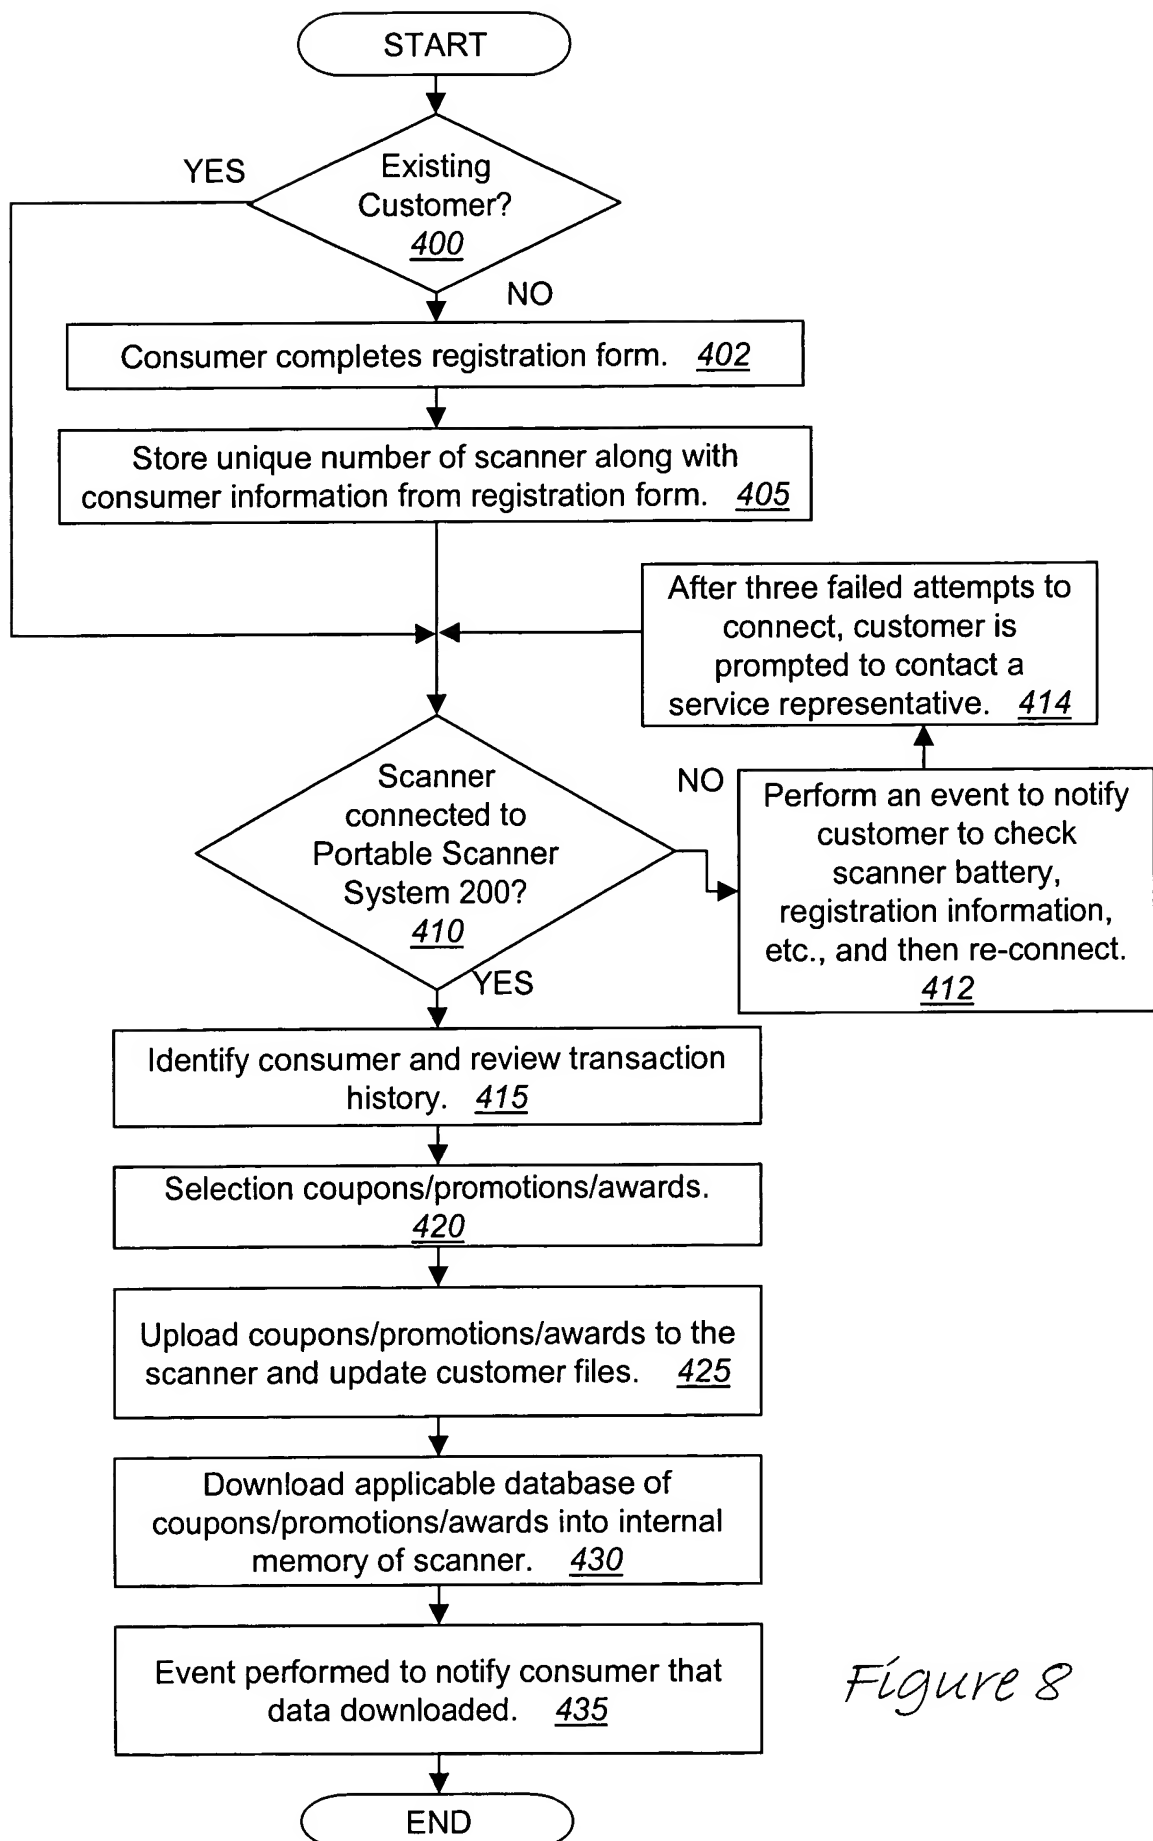 START
YES
Existing
Customer?
400
NO
Consumer completes registration form. 402
Store unique number of scanner along with
consumer information from registration form. 405
After three failed attempts to
connect, customer is
prompted to contact a
service representative. 414
Scanner
connected to
Portable Scanner
System 200?
410
NO
Perform an event to notify
customer to check
scanner battery,
registration information,
etc., and then re-connect.
412
YES
Identify consumer and review transaction
history. 415
Selection coupons/promotions/awards.
420
Upload coupons/promotions/awards to the
scanner and update customer files. 425
Download applicable database of
coupons/promotions/awards into internal
memory of scanner. 430
Event performed to notify consumer that
data downloaded. 435
Figure 8
END